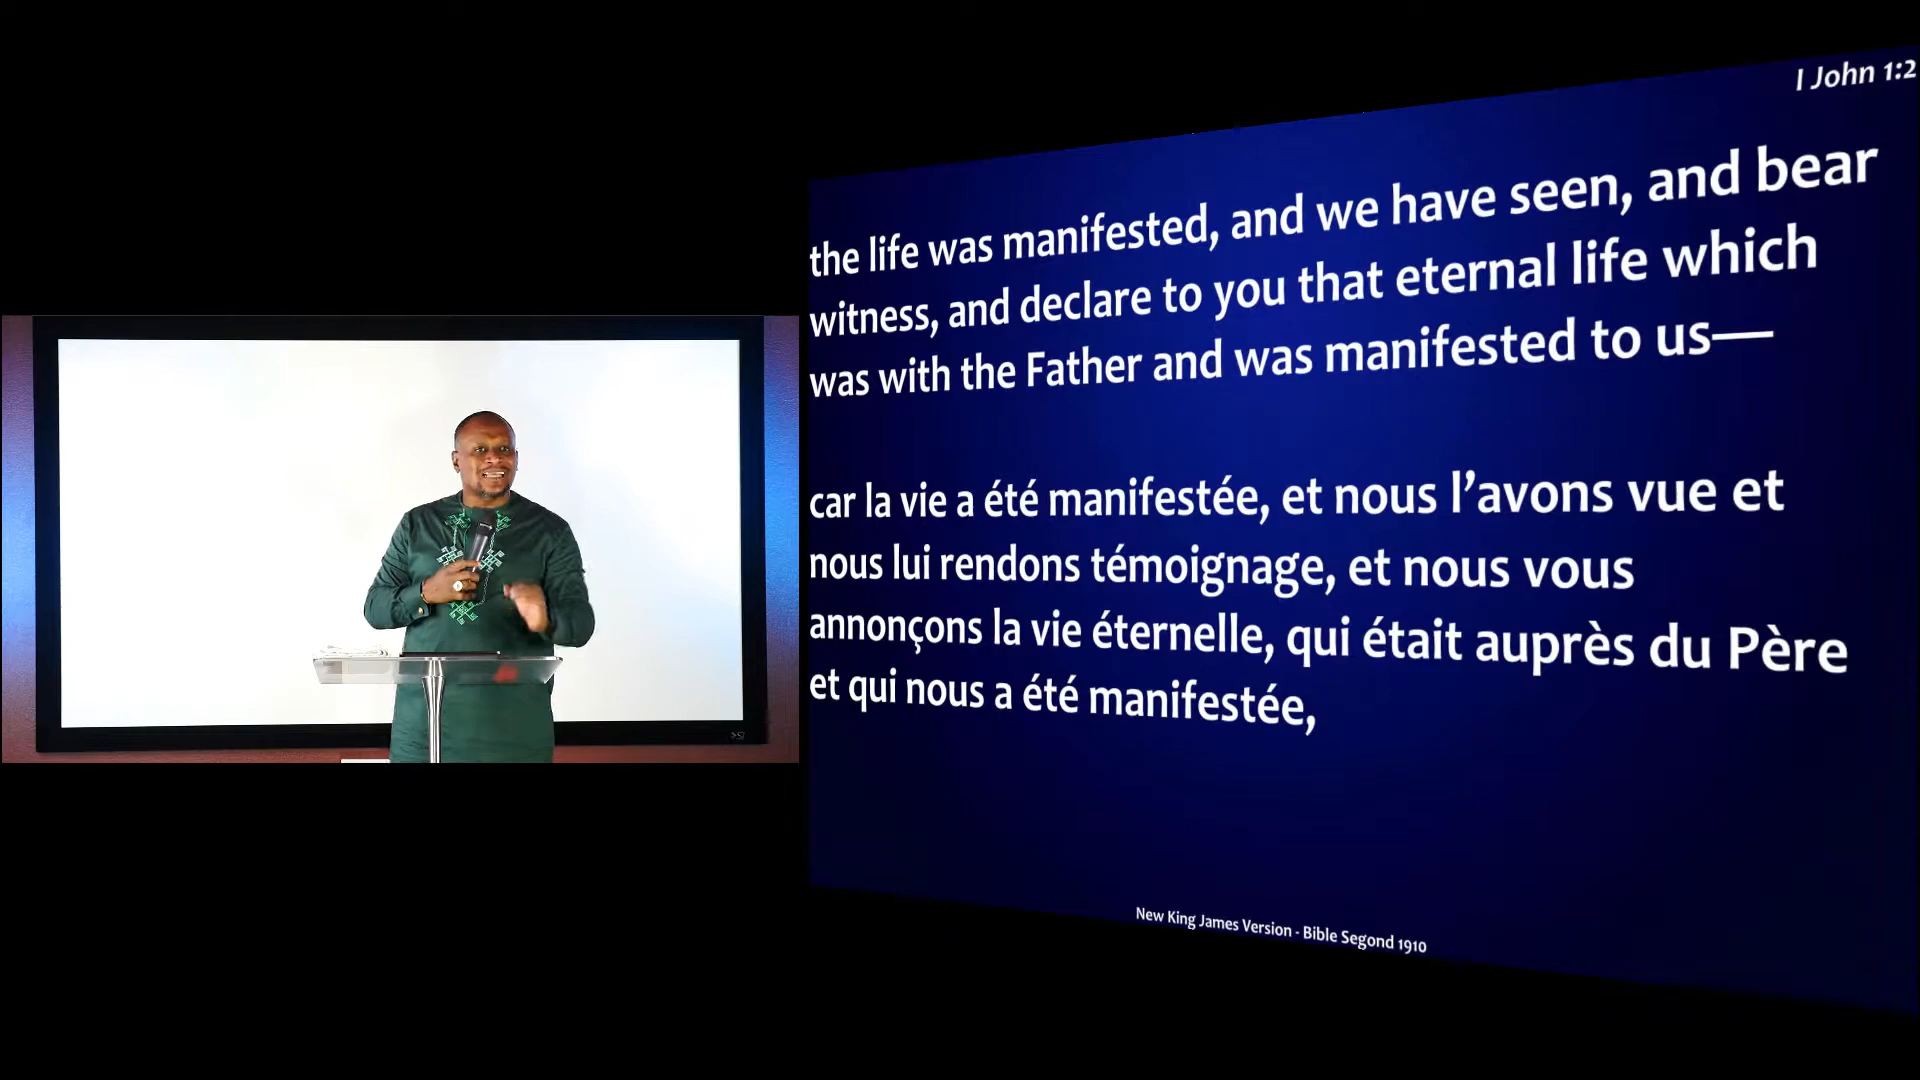 I John 1:2
the life was manifested, and we have seen, and bear
witness, and declare to you that eternal life which
was with the Father and was manifested to us—
car la vie a été manifestée, et nous l’avons vue et
nous lui rendons témoignage, et nous vous
annonçons la vie éternelle, qui était auprès du Père
et qui nous a été manifestée,
New King James Version - Bible Segond 1910